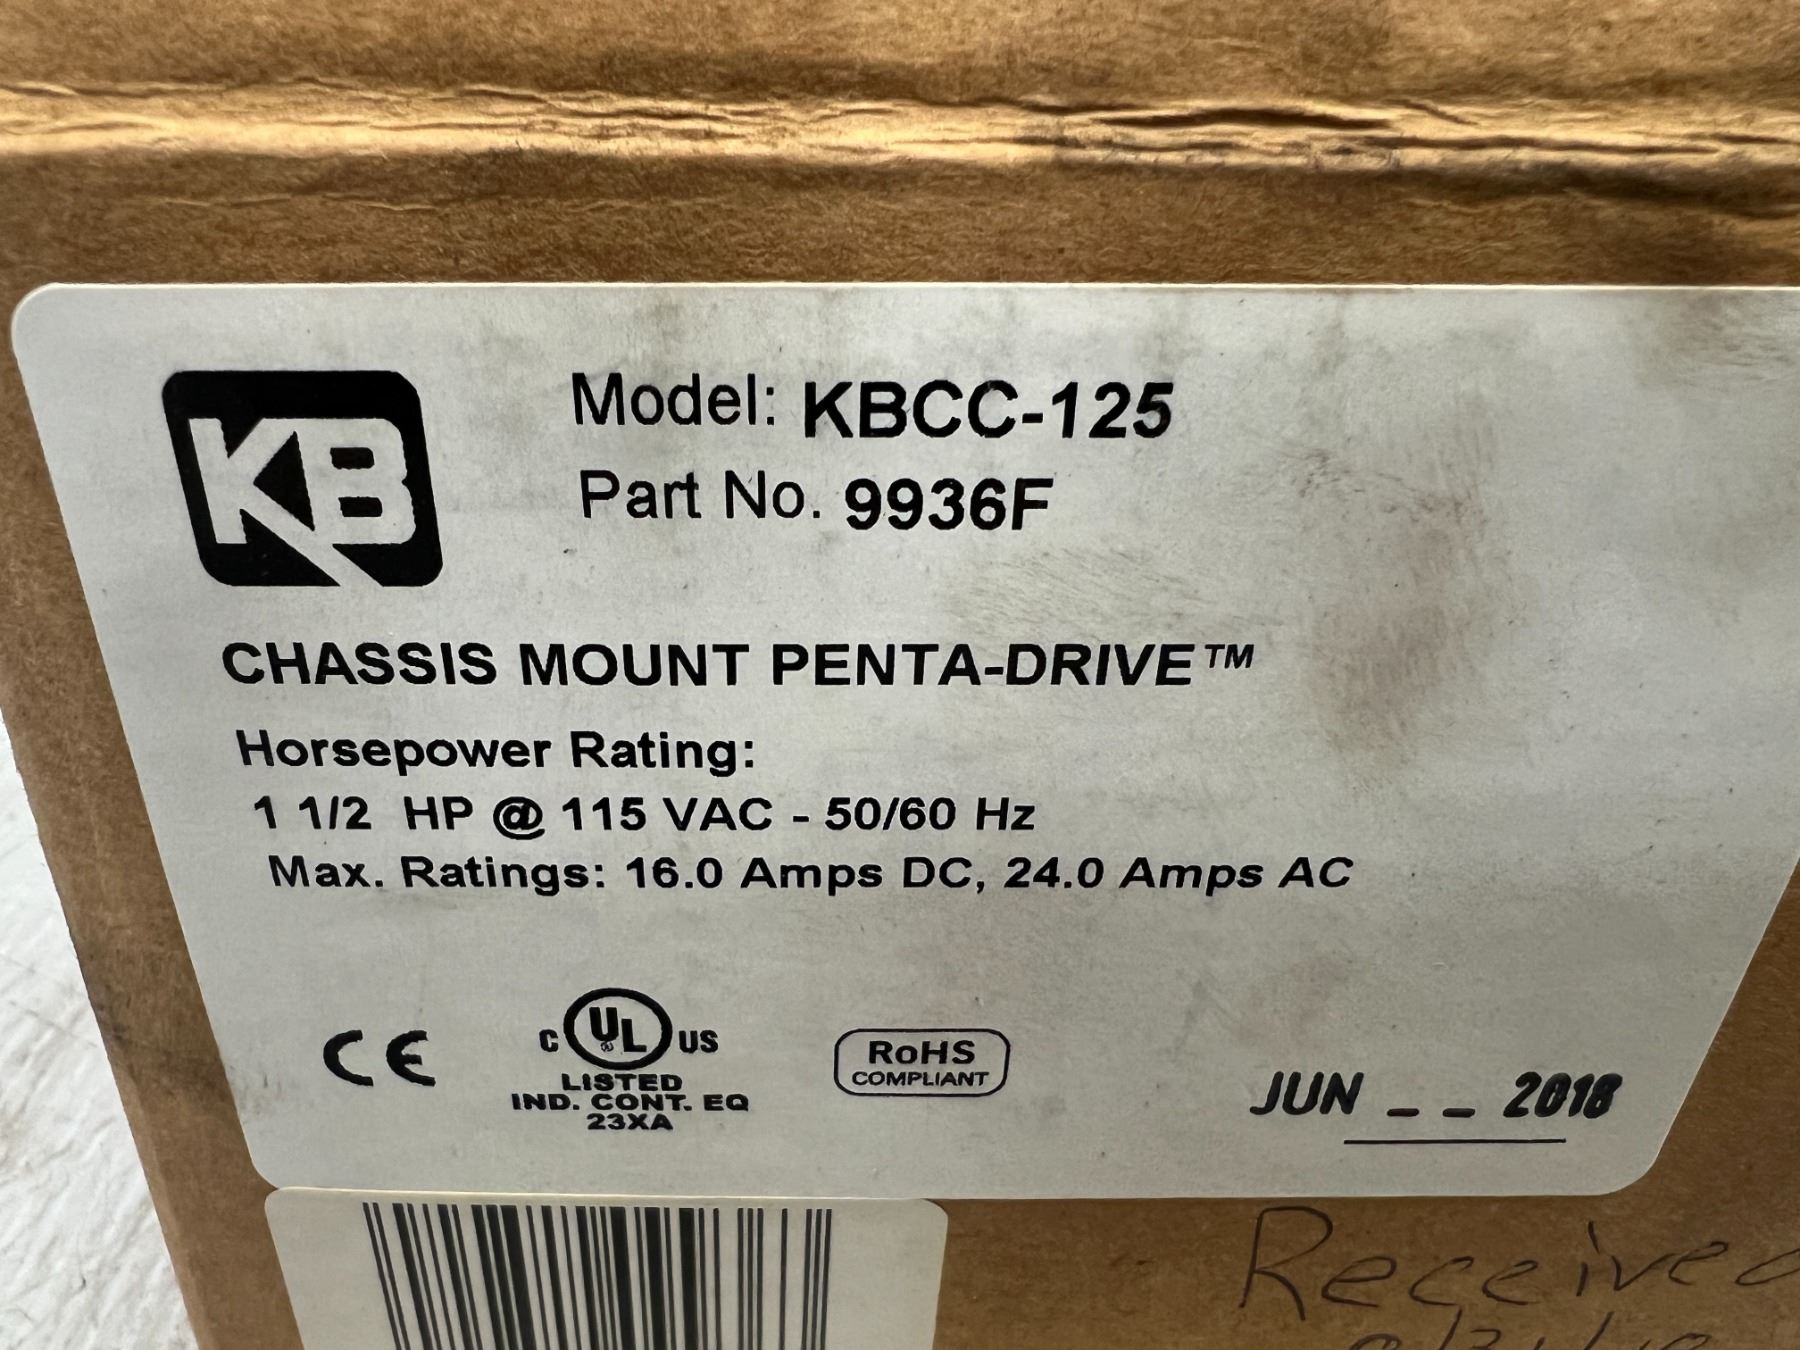 KB
Model: KBCC-125
Part No. 9936F
CHASSIS MOUNT PENTA-DRIVE™
Horsepower Rating:
1 1/2 HP @ 115 VAC - 50/60 Hz
Max. Ratings: 16.0 Amps DC, 24.0 Amps AC
CE
C UL® US
LISTED
IND. CONT. EQ
23XA
RoHS
COMPLIANT
JUN _ _ 2018
Received